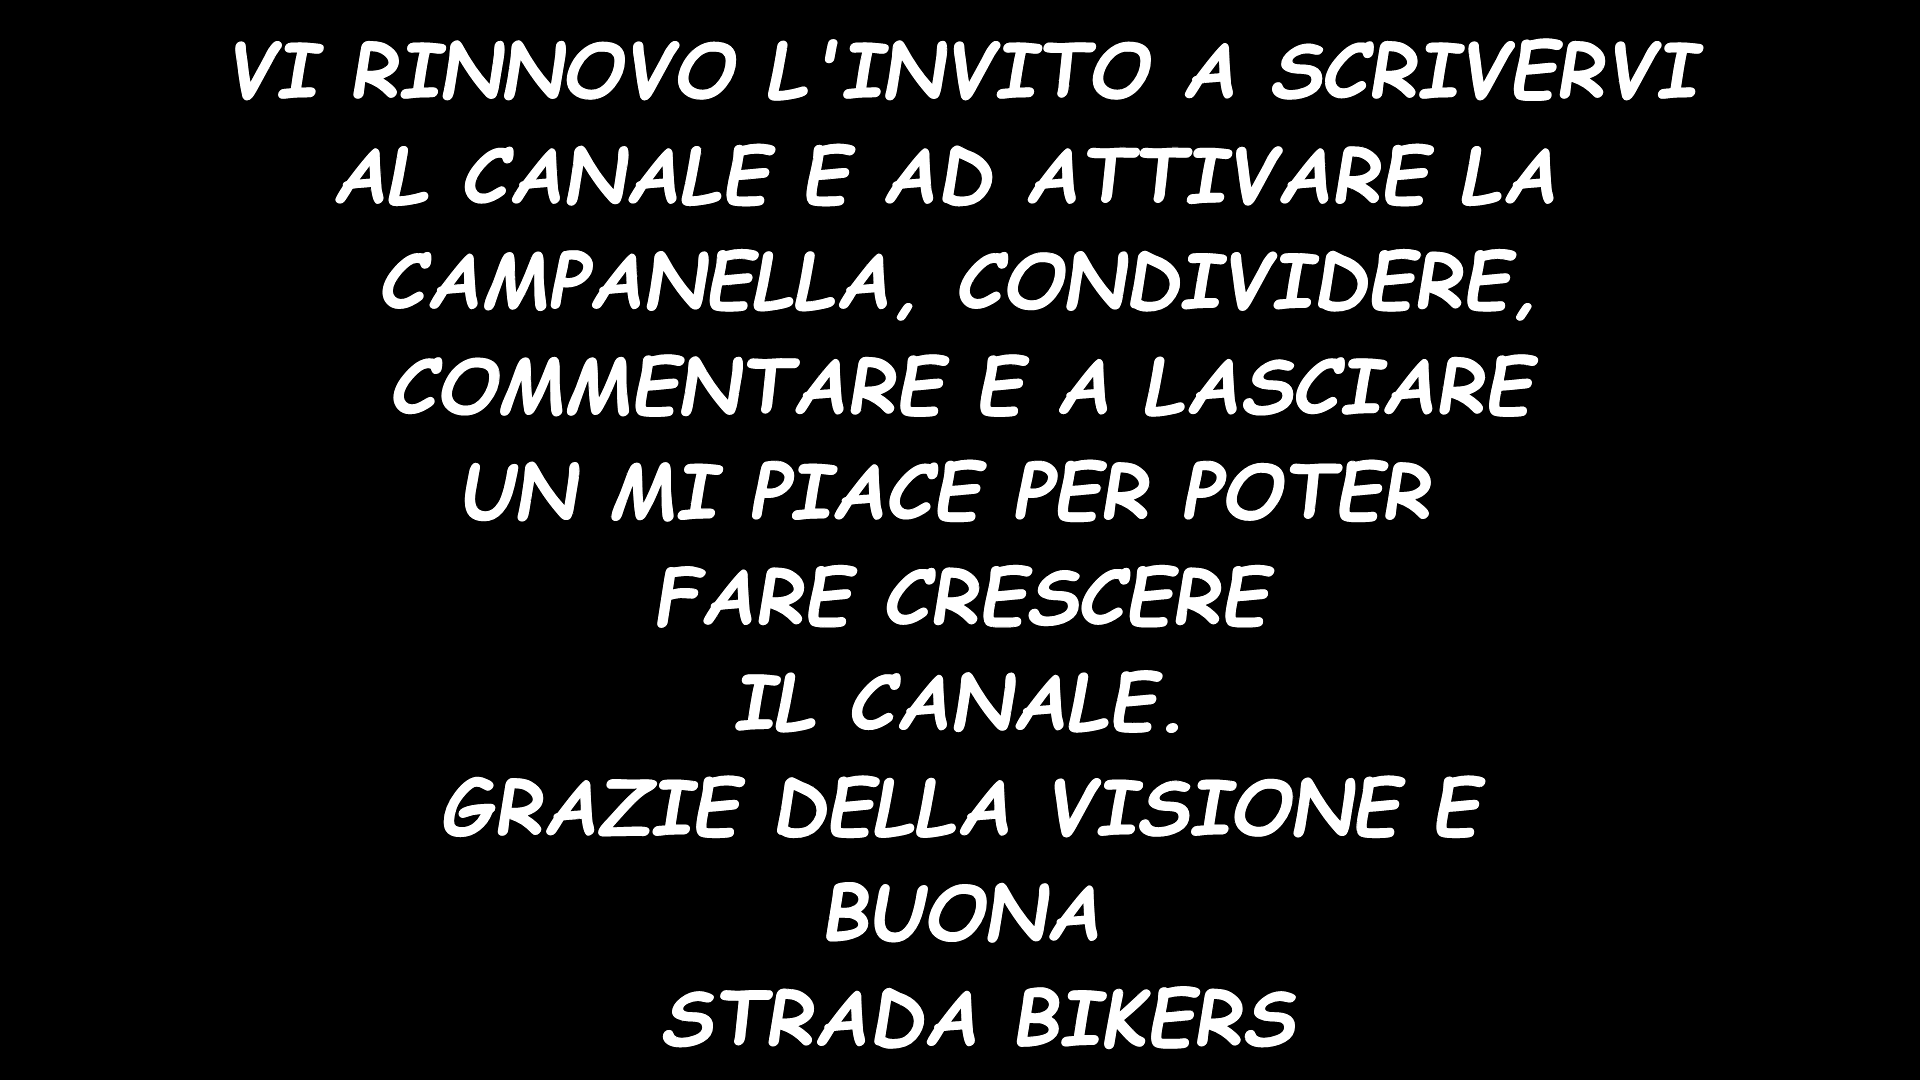 VI RINNOVO L'INVITO A SCRIVERVI
AL CANALE E AD ATTIVARE LA
CAMPANELLA, CONDIVIDERE,
COMMENTARE E A LASCIARE
UN MI PIACE PER POTER
FARE CRESCERE
IL CANALE.
GRAZIE DELLA VISIONE E
BUONA
STRADA BIKERS